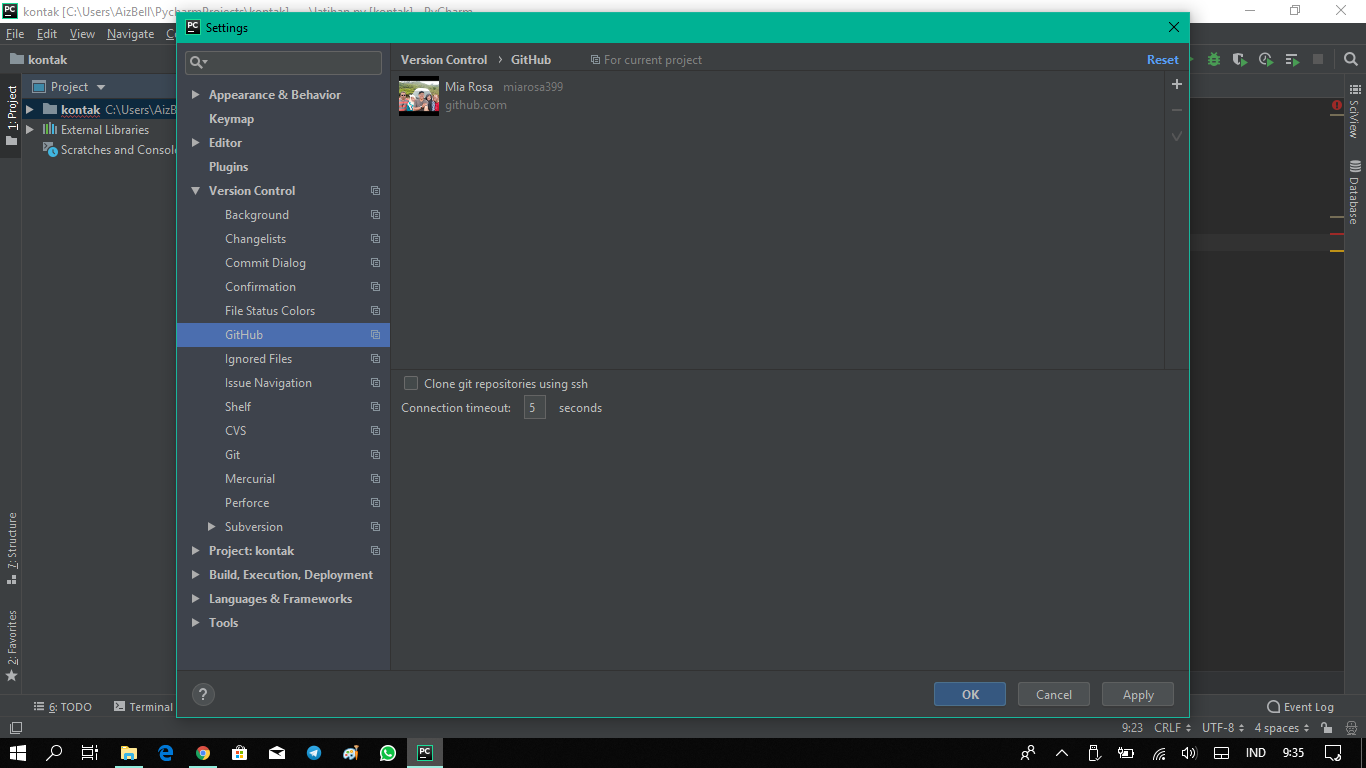 kontak [C:\Users\AizBell\PycharmProjects\kontak] - ...\latihan.py [kontak] - PyCharm
PC Settings
File Edit View Navigate
kontak
Version Control › GitHub For current project Reset
Project
Mia Rosa miarosa399
github.com
kontak C:\Users\AizB
External Libraries
Scratches and Consol
Appearance & Behavior
Keymap
Editor
Plugins
Version Control
Background
Changelists
Commit Dialog
Confirmation
File Status Colors
GitHub
Ignored Files
Issue Navigation
Shelf
CVS
Git
Mercurial
Perforce
Subversion
Project: kontak
Build, Execution, Deployment
Languages & Frameworks
Tools
Clone git repositories using ssh
Connection timeout: 5 seconds
? OK Cancel Apply
1: Project
7: Structure
2: Favorites
SciView
Database
6: TODO Terminal Event Log
9:23 CRLF UTF-8 4 spaces
PC IND 9:35